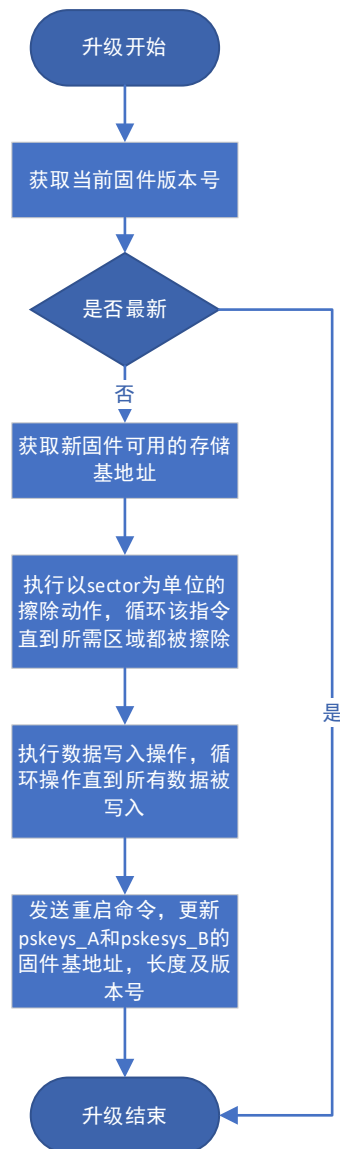 升级开始
获取当前固件版本号
是否最新
否
获取新固件可用的存储
基地址
执行以sector为单位的
擦除动作，循环该指令
直到所需区域都被擦除
是
执行数据写入操作，循
环操作直到所有数据被
写入
发送重启命令，更新
pskeys_A和pskesys_B的
固件基地址，长度及版
本号
升级结束